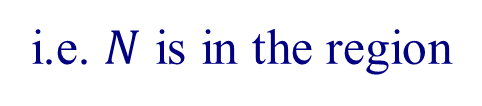 i.e. N is in the region